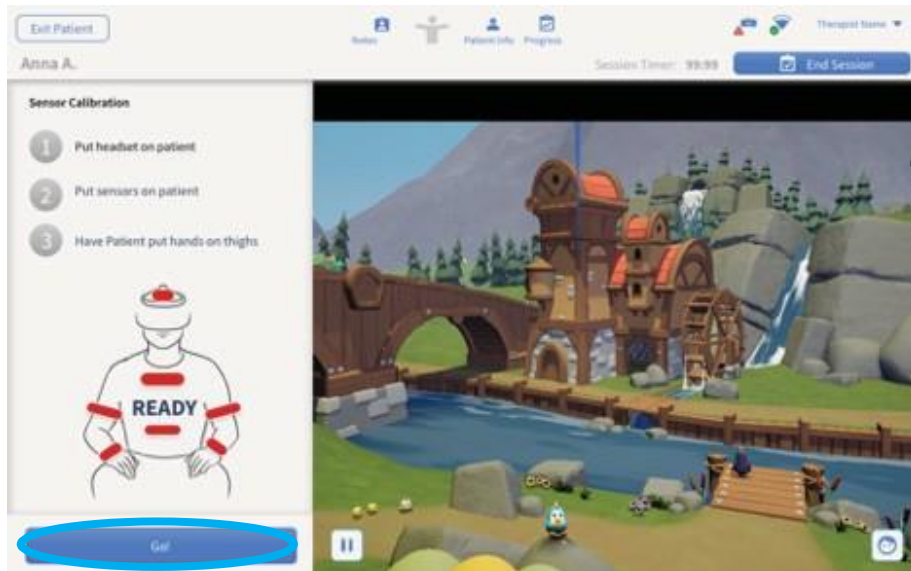 Exit Patient
Notes
Patient Info
Progress
Therapist Name
Anna A.
Session Timer: 99:99
End Session
Sensor Calibration
1 Put headset on patient
2 Put sensors on patient
3 Have Patient put hands on thighs
READY
Go!